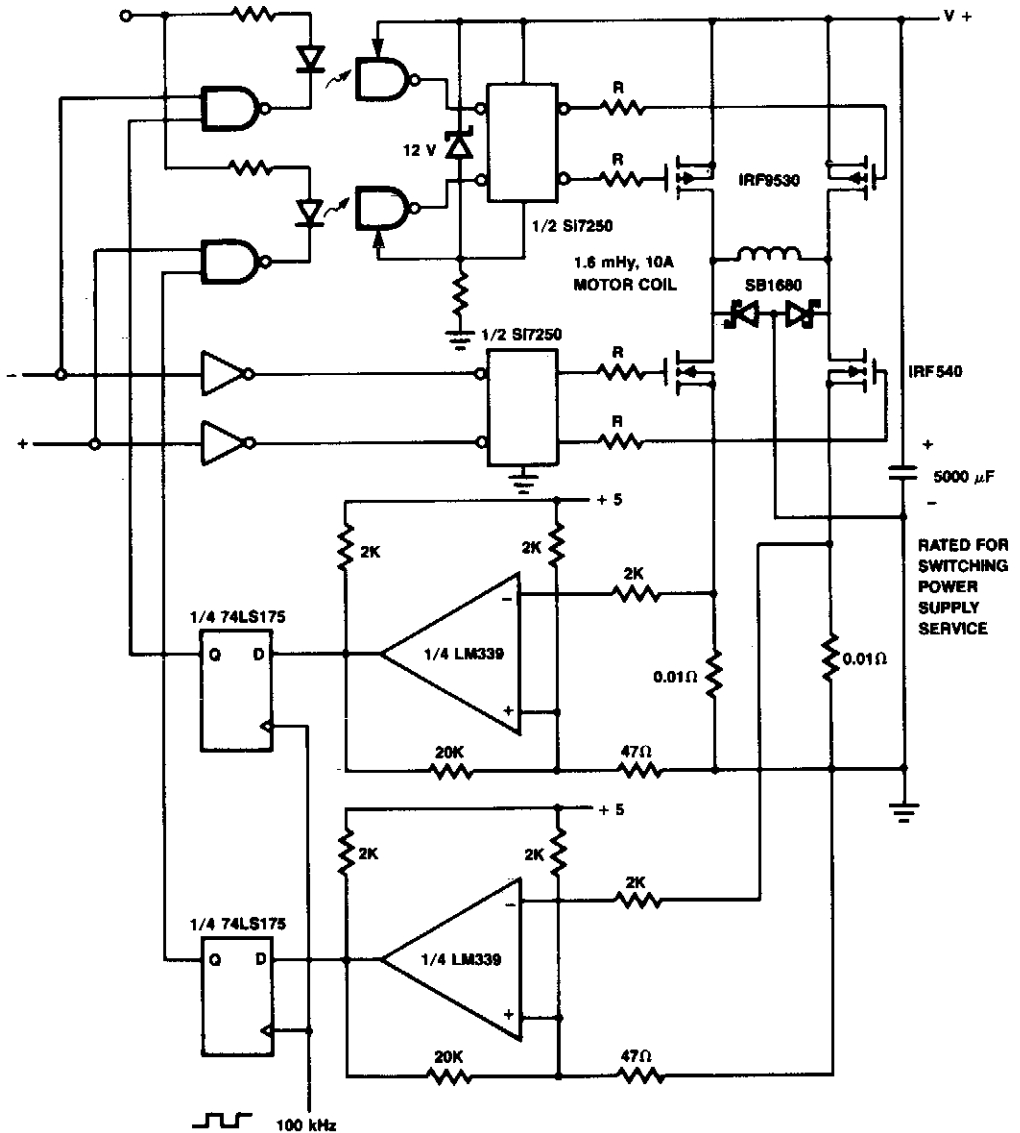 V +
R
12 V
R
IRF9530
1/2 Si7250
1.6 mHy, 10A
MOTOR COIL
SB1680
1/2 Si7250
R
IRF540
−
+
R
+
5000 µF
−
RATED FOR
SWITCHING
POWER
SUPPLY
SERVICE
+ 5
2K
2K
2K
−
1/4 74LS175
Q D
1/4 LM339
0.01Ω
0.01Ω
+
20K
47Ω
+ 5
2K
2K
2K
−
1/4 74LS175
Q D
1/4 LM339
+
20K
47Ω
100 kHz